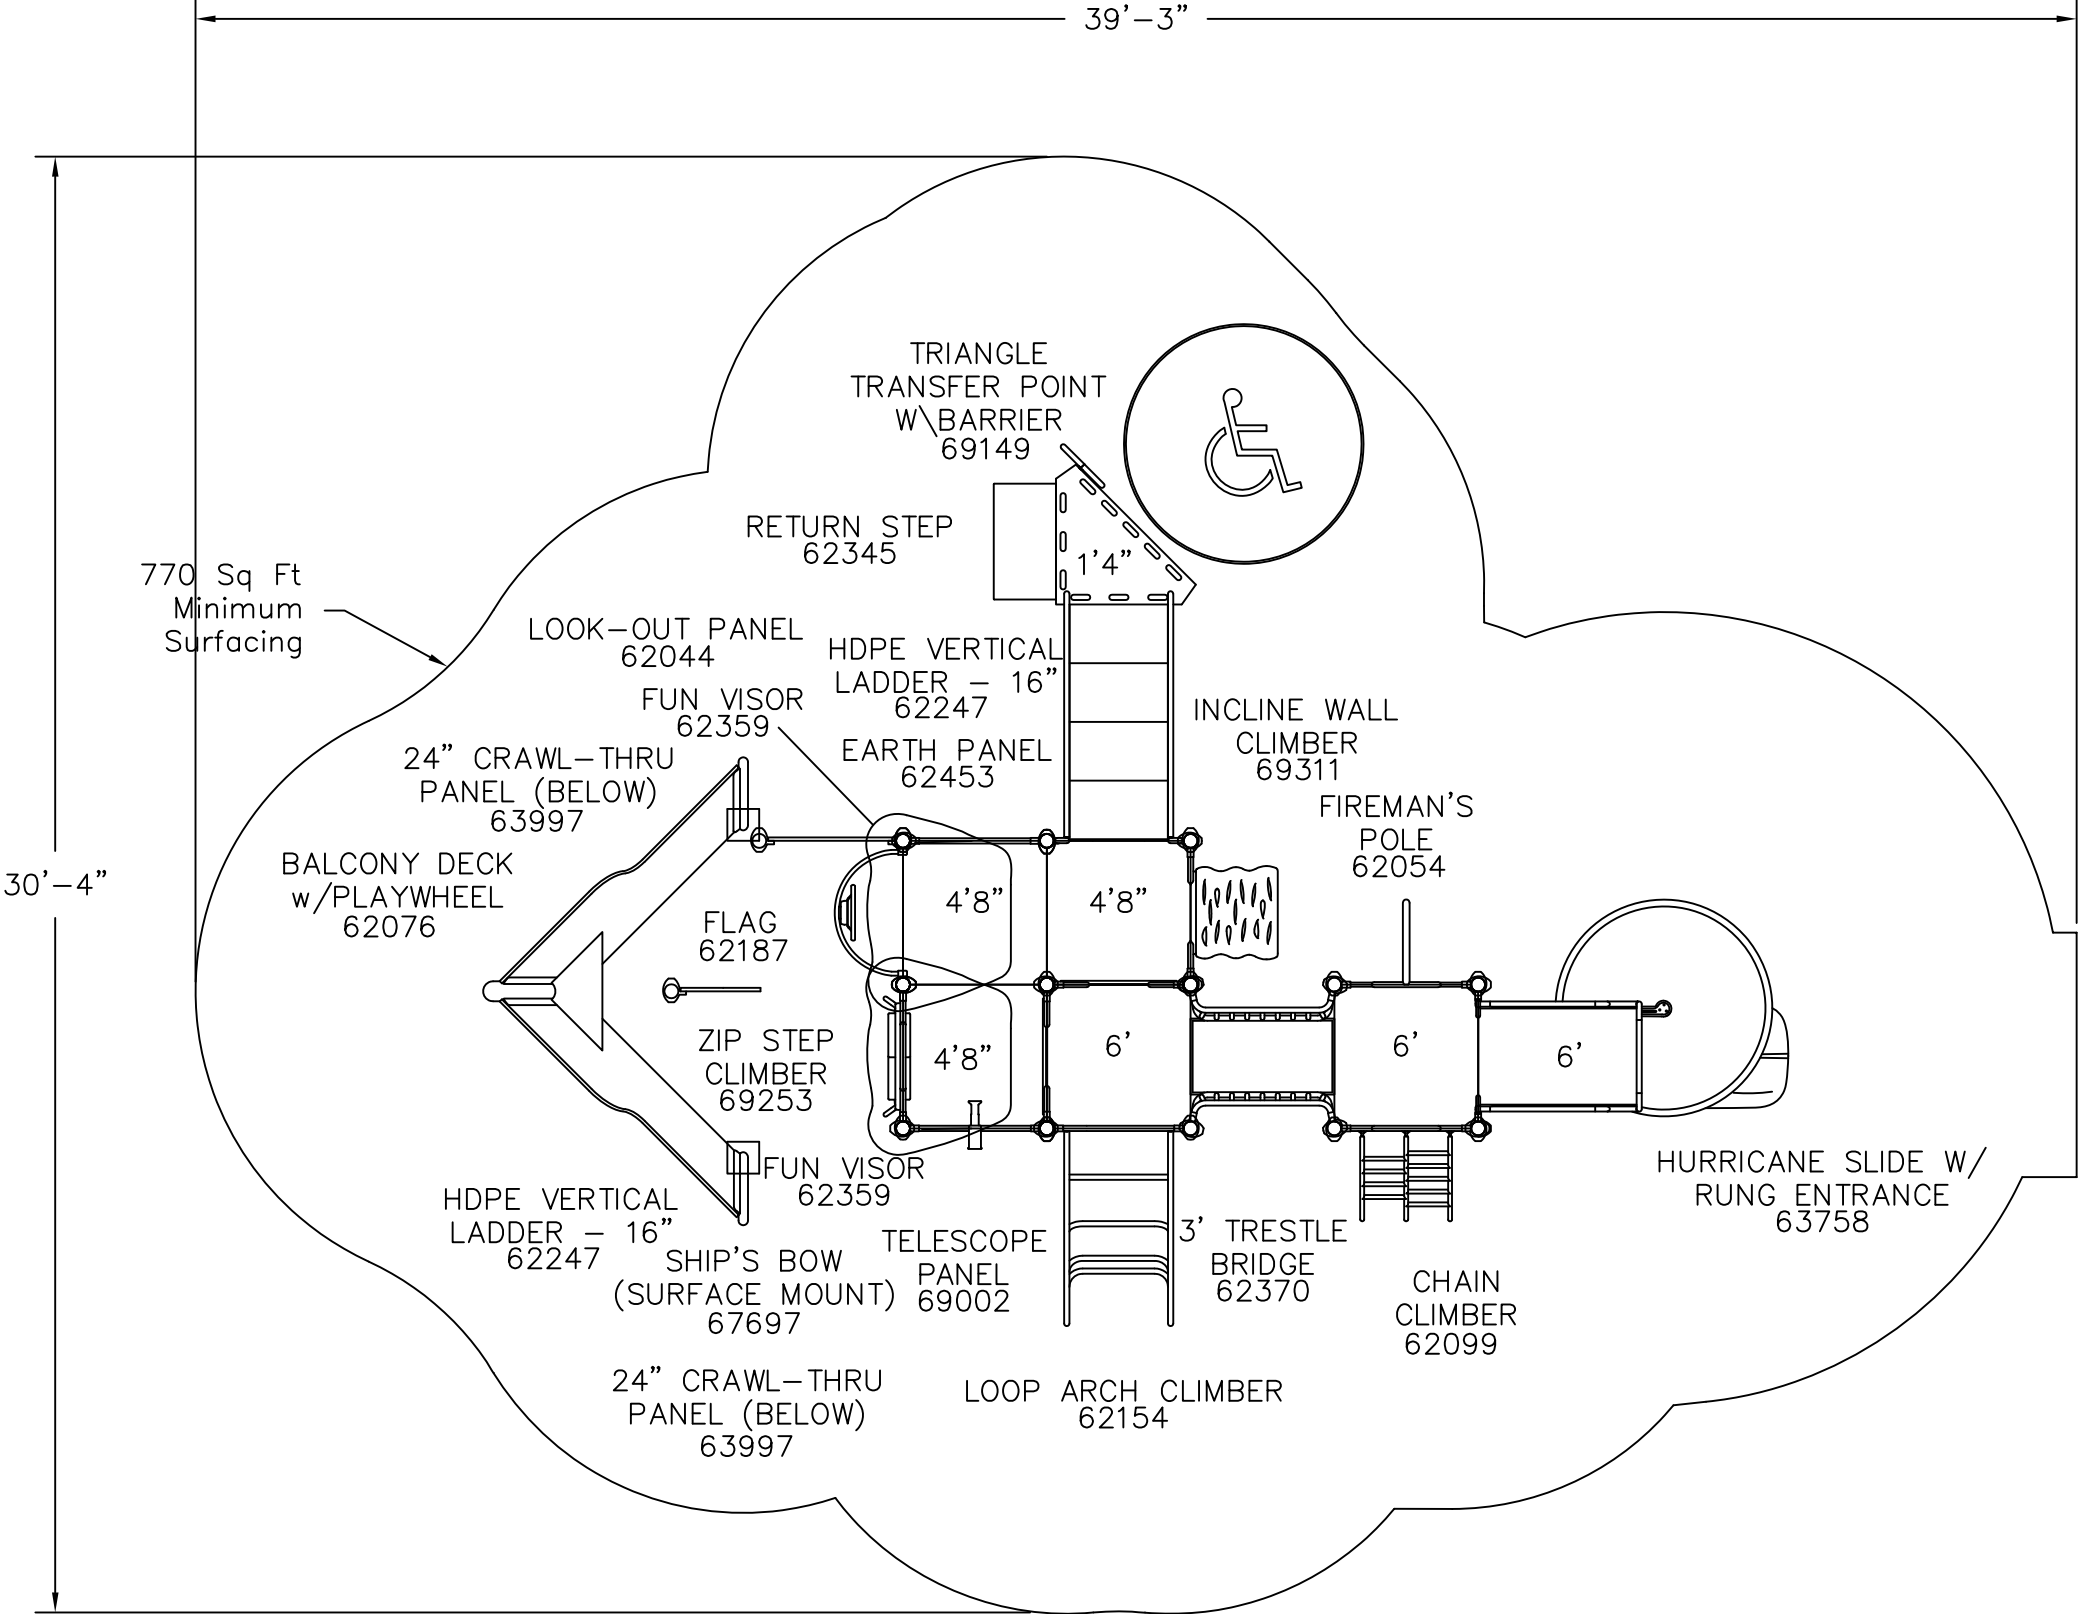 39'-3"
TRIANGLE
TRANSFER POINT
W\BARRIER
69149
RETURN STEP
62345
1'4"
770 Sq Ft
Minimum
Surfacing
LOOK-OUT PANEL
62044
HDPE VERTICAL
LADDER - 16"
62247
FUN VISOR
62359
INCLINE WALL
CLIMBER
69311
EARTH PANEL
62453
24" CRAWL-THRU
PANEL (BELOW)
63997
FIREMAN'S
POLE
62054
BALCONY DECK
w/PLAYWHEEL
62076
30'-4"
4'8"
4'8"
FLAG
62187
ZIP STEP
CLIMBER
69253
4'8"
6'
6'
6'
FUN VISOR
62359
HURRICANE SLIDE W/
RUNG ENTRANCE
63758
HDPE VERTICAL
LADDER - 16"
62247
SHIP'S BOW
(SURFACE MOUNT)
67697
TELESCOPE
PANEL
69002
3' TRESTLE
BRIDGE
62370
CHAIN
CLIMBER
62099
24" CRAWL-THRU
PANEL (BELOW)
63997
LOOP ARCH CLIMBER
62154